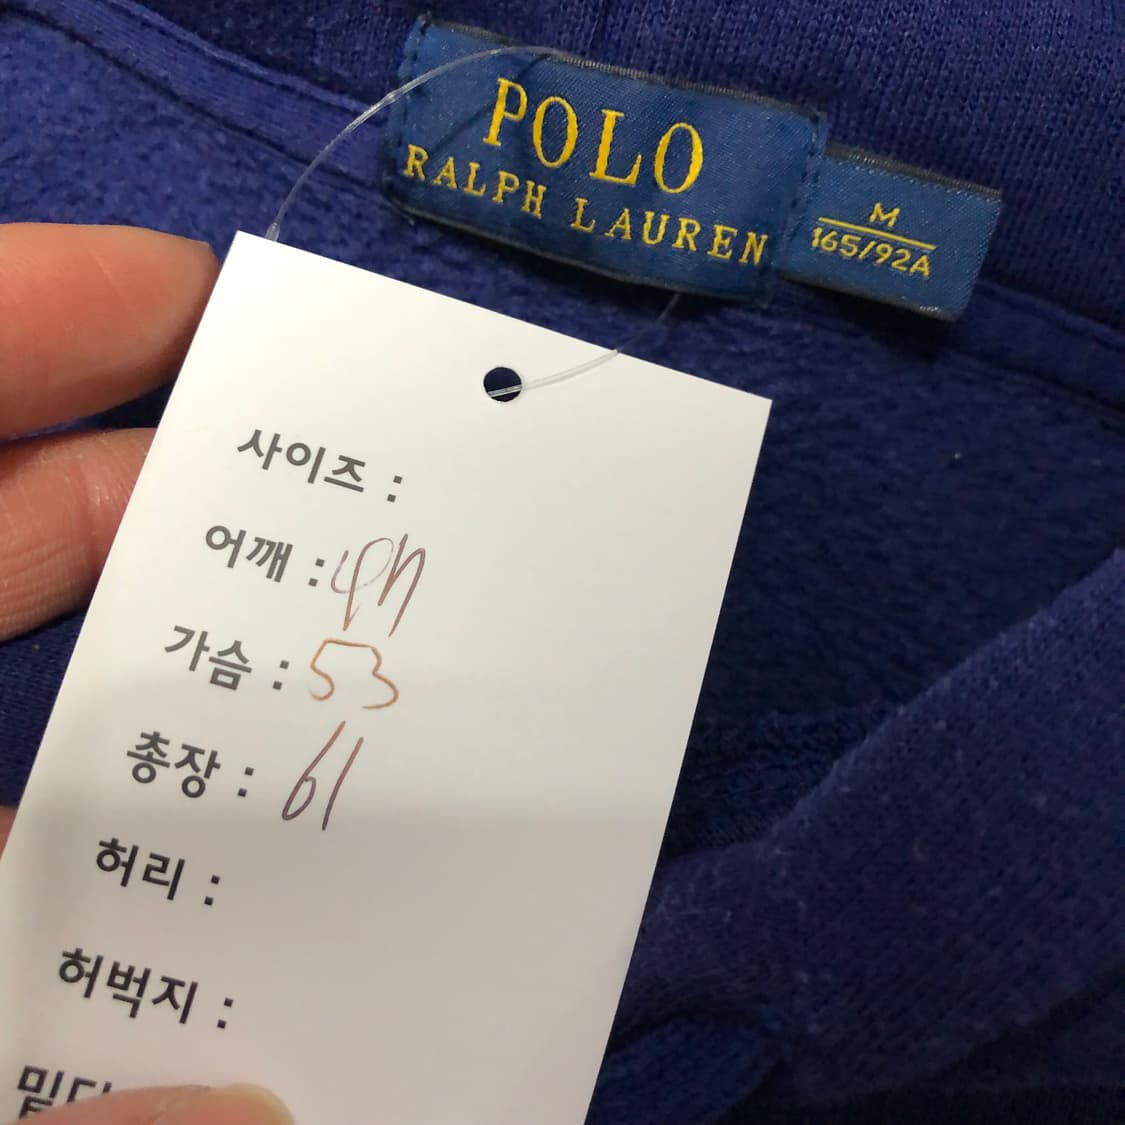 POLO
RALPH LAUREN
M
165/92A
사이즈 :
어깨 :
가슴 : 53
총장 : 61
허리 :
허벅지 :